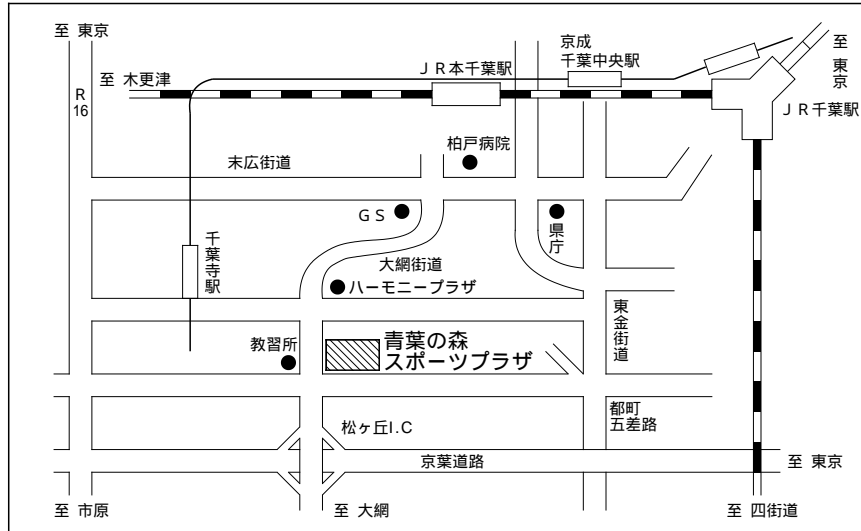 至 東京
京成
千葉中央駅
至 東京
ＪＲ本千葉駅
至 木更津
R
16
ＪＲ千葉駅
柏戸病院
末広街道
ＧＳ
県庁
千葉寺駅
大網街道
ハーモニープラザ
東金街道
教習所
青葉の森
スポーツプラザ
都町
五差路
松ヶ丘I.C
京葉道路
至 東京
至 市原
至 大網
至 四街道